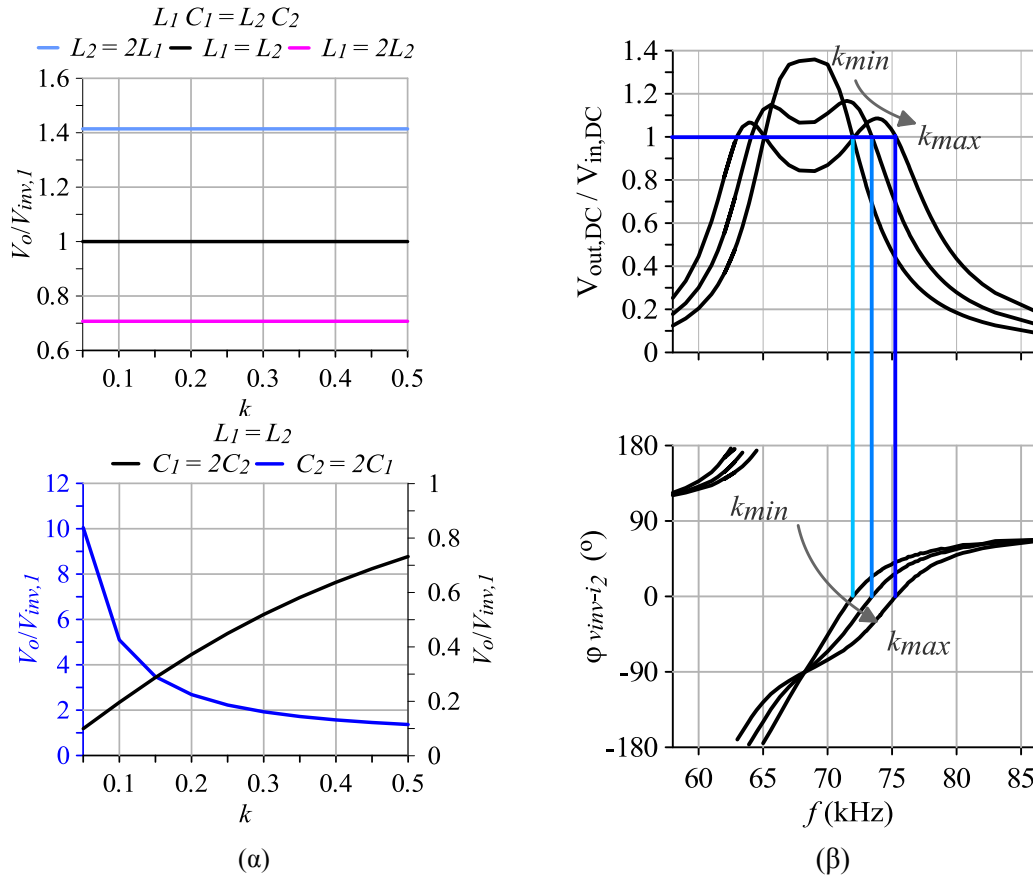 L1 C1 = L2 C2
L2 = 2L1 L1 = L2 L1 = 2L2
Vo/Vinv,1
1.6
1.4
1.2
1
0.8
0.6
0.1 0.2 0.3 0.4 0.5
k
L1 = L2
C1 = 2C2 C2 = 2C1
Vo/Vinv,1
12
10
8
6
4
2
0
1
0.8
0.6
0.4
0.2
0
Vo/Vinv,1
0.1 0.2 0.3 0.4 0.5
k
(α)
Vout,DC / Vin,DC
1.4
1.2
1
0.8
0.6
0.4
0.2
0
kmin
kmax
φ vinv-i2 (º)
180
90
0
-90
-180
kmin
kmax
60 65 70 75 80 85
f (kHz)
(β)